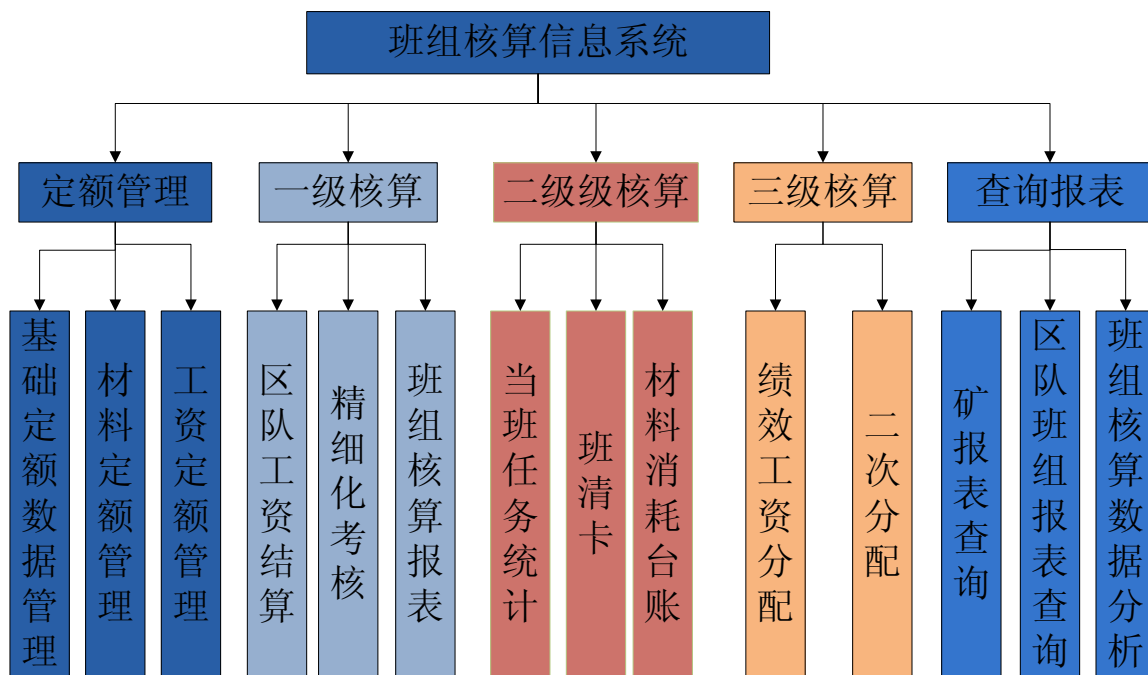 班组核算信息系统
定额管理
一级核算
二级级核算
三级核算
查询报表
基础定额数据管理
材料定额管理
工资定额管理
区队工资结算
精细化考核
班组核算报表
当班任务统计
班清卡
材料消耗台账
绩效工资分配
二次分配
矿报表查询
区队班组报表查询
班组核算数据分析